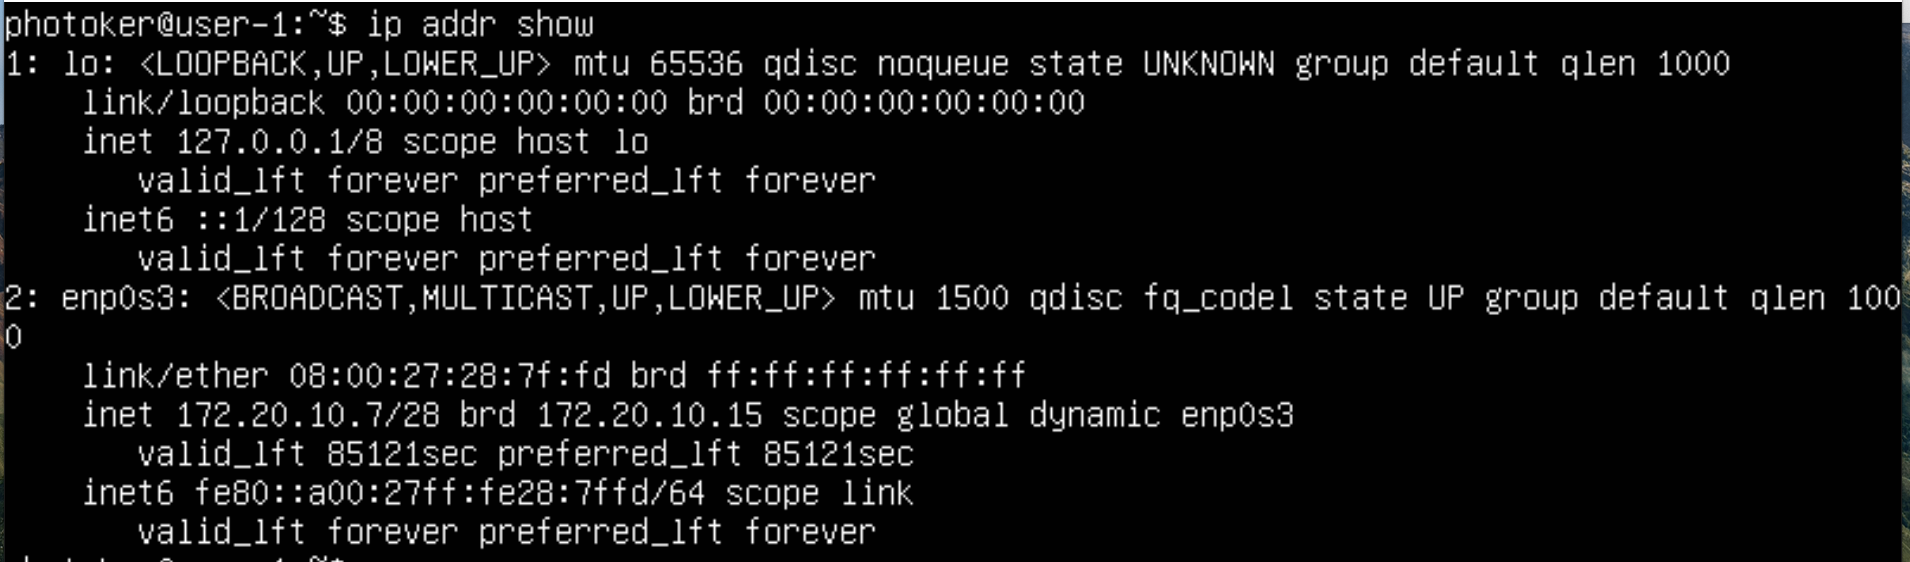 photoker@user-1:~$ ip addr show
1: lo: <LOOPBACK,UP,LOWER_UP> mtu 65536 qdisc noqueue state UNKNOWN group default qlen 1000
    link/loopback 00:00:00:00:00:00 brd 00:00:00:00:00:00
    inet 127.0.0.1/8 scope host lo
       valid_lft forever preferred_lft forever
    inet6 ::1/128 scope host
       valid_lft forever preferred_lft forever
2: enp0s3: <BROADCAST,MULTICAST,UP,LOWER_UP> mtu 1500 qdisc fq_codel state UP group default qlen 100
0
    link/ether 08:00:27:28:7f:fd brd ff:ff:ff:ff:ff:ff
    inet 172.20.10.7/28 brd 172.20.10.15 scope global dynamic enp0s3
       valid_lft 85121sec preferred_lft 85121sec
    inet6 fe80::a00:27ff:fe28:7ffd/64 scope link
       valid_lft forever preferred_lft forever